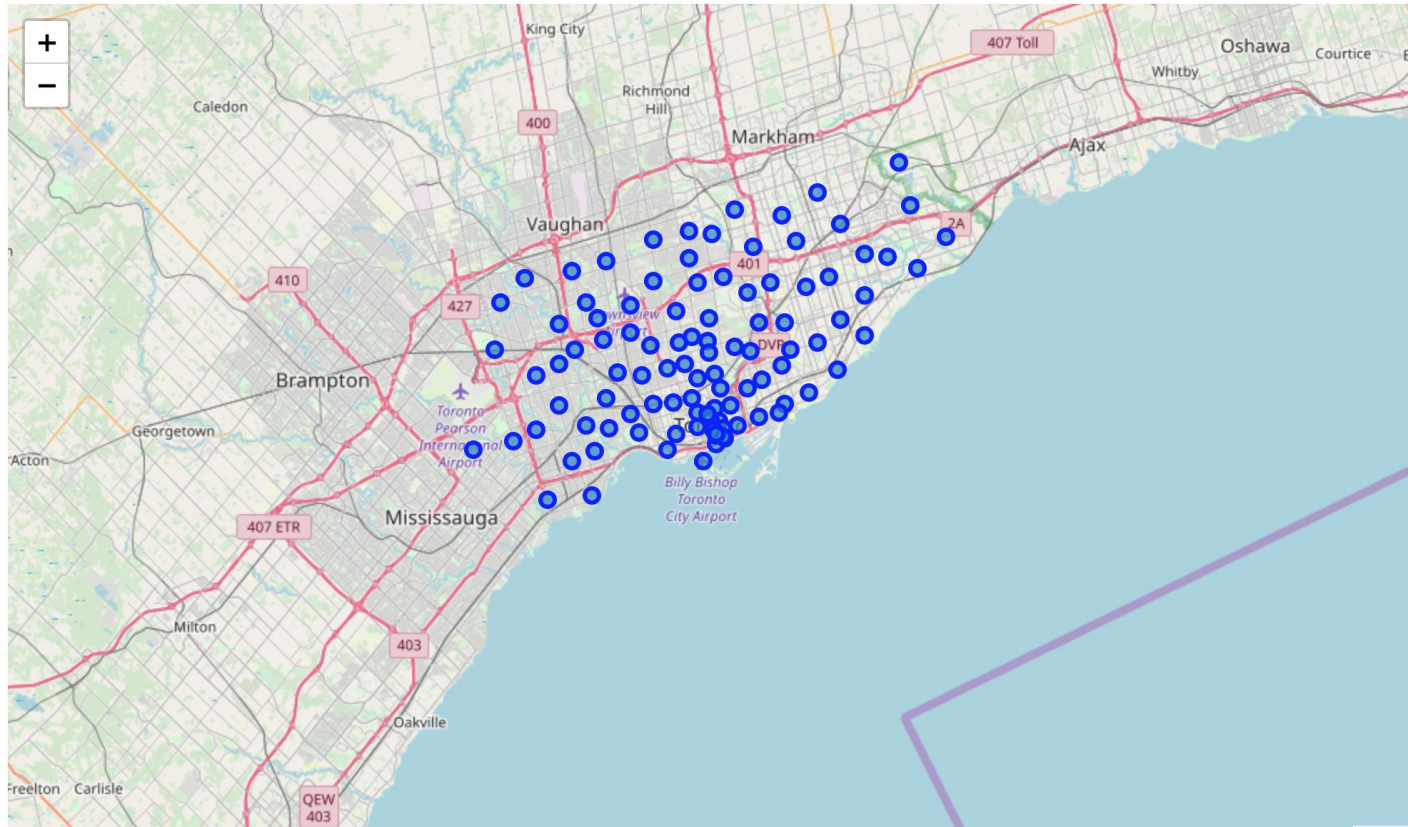 +
−
King City
407 Toll
Oshawa
Courtice
Whitby
Richmond
Hill
Caledon
400
Markham
Ajax
Vaughan
2A
401
410
427
DVP
Brampton
Toronto
Pearson
International
Airport
Georgetown
Acton
Billy Bishop
Toronto
City Airport
Mississauga
407 ETR
Milton
403
Oakville
Freelton
Carlisle
QEW
403